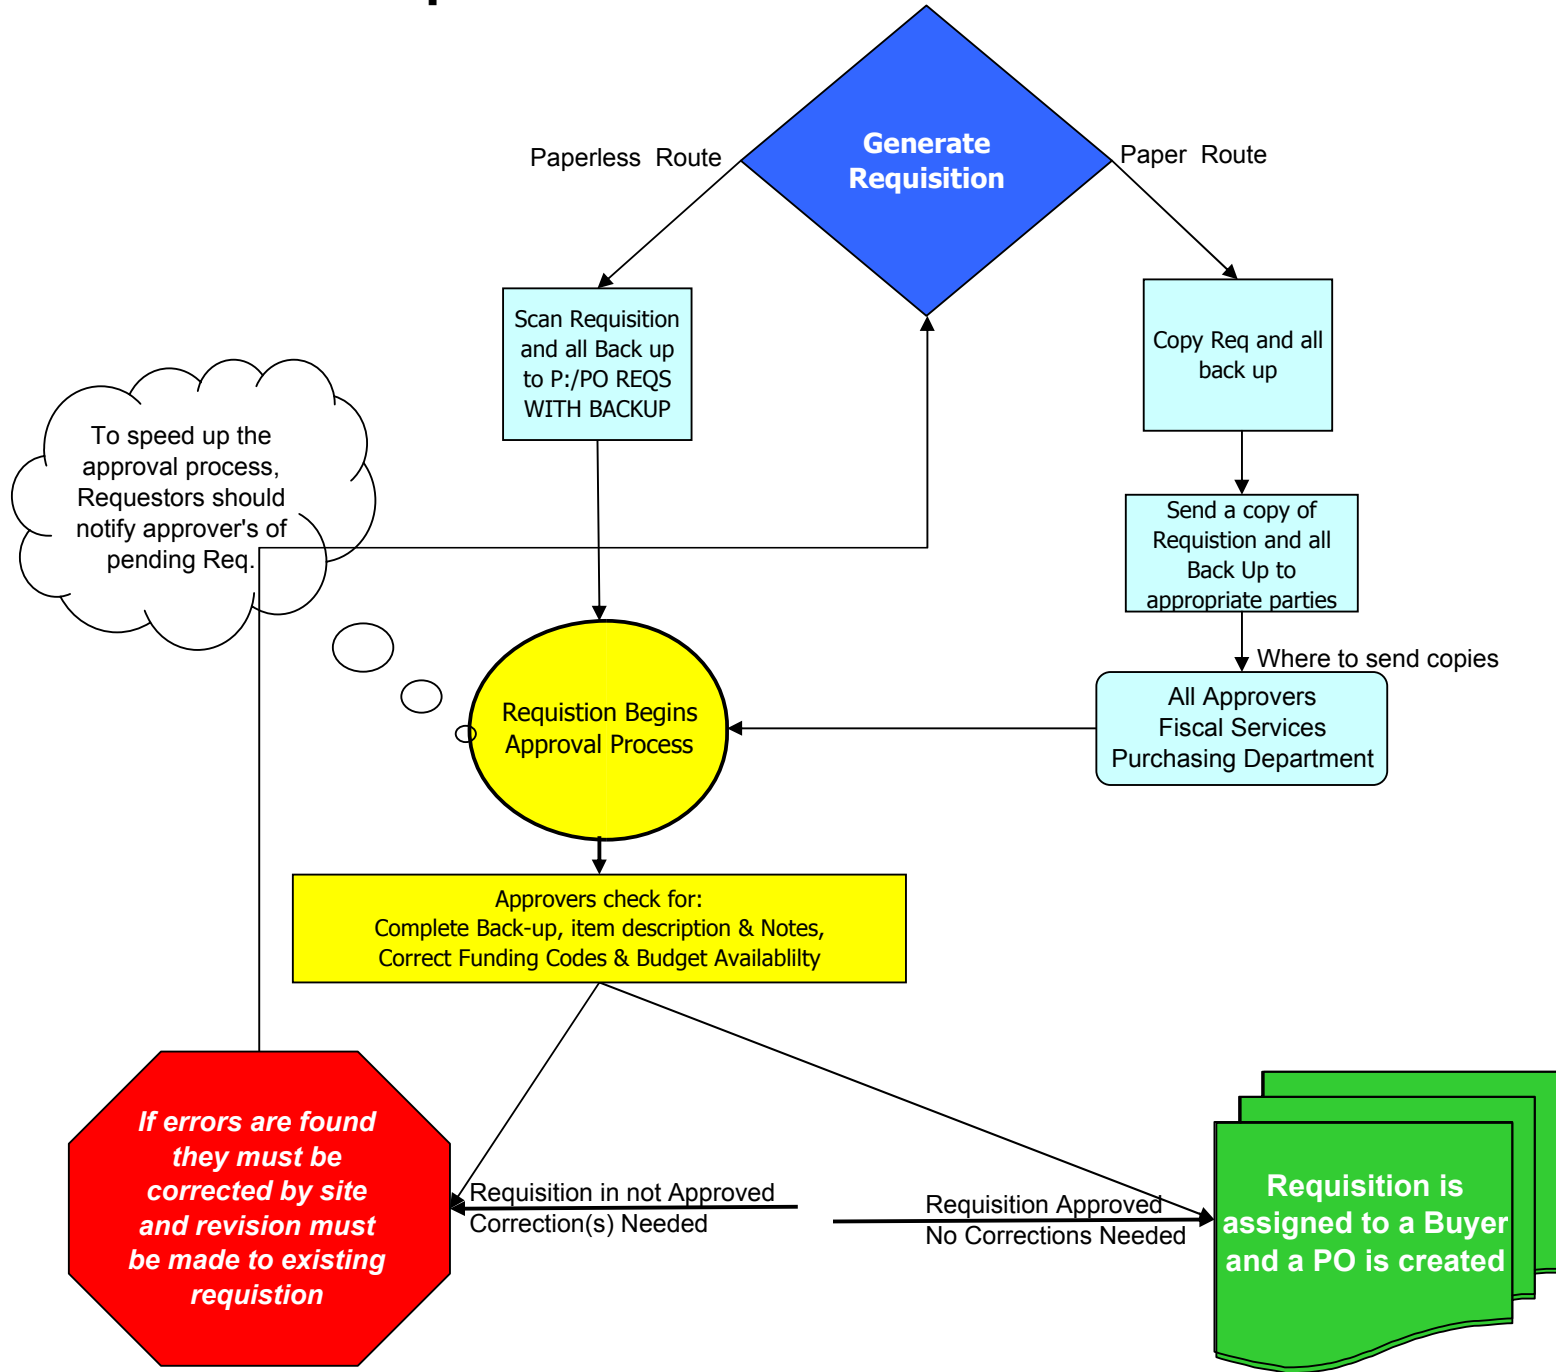 Generate
Requisition
Paperless Route
Paper Route
Scan Requisition
and all Back up
to P:/PO REQS
WITH BACKUP
Copy Req and all
back up
To speed up the
approval process,
Requestors should
notify approver's of
pending Req.
Send a copy of
Requistion and all
Back Up to
appropriate parties
Where to send copies
All Approvers
Fiscal Services
Purchasing Department
Requistion Begins
Approval Process
Approvers check for:
Complete Back-up, item description & Notes,
Correct Funding Codes & Budget Availablilty
If errors are found
they must be
corrected by site
and revision must
be made to existing
requistion
Requisition in not Approved
Correction(s) Needed
Requisition Approved
No Corrections Needed
Requisition is
assigned to a Buyer
and a PO is created